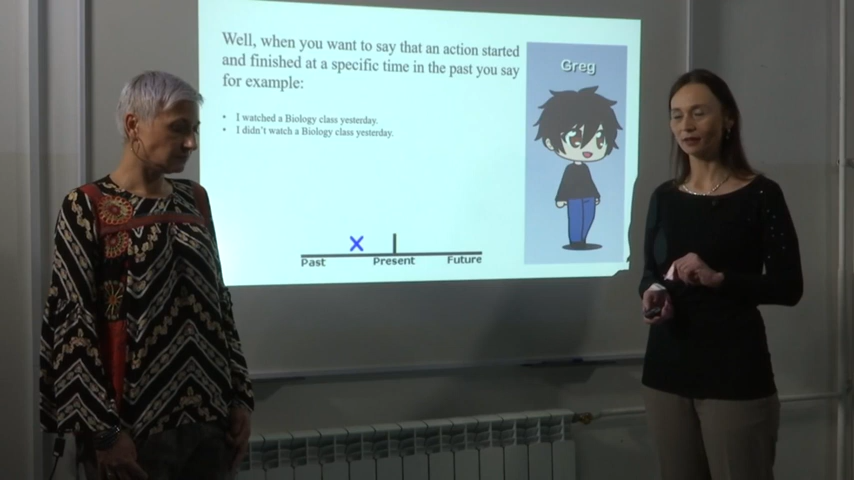 Well, when you want to say that an action started
and finished at a specific time in the past you say
for example:
• I watched a Biology class yesterday.
• I didn't watch a Biology class yesterday.
Greg
X
Past Present Future